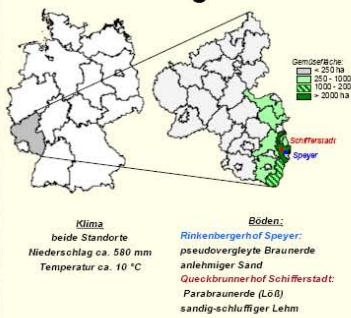 Gemüsefläche:
< 250 ha
250 - 1000
1000 - 200
> 2000 ha
Schifferstadt
Speyer
Klima
beide Standorte
Niederschlag ca. 580 mm
Temperatur ca. 10 °C
Böden:
Rinkenbergerhof Speyer:
pseudovergleyte Braunerde
anlehmiger Sand
Queckbrunnerhof Schifferstadt:
Parabraunerde (Löß)
sandig-schluffiger Lehm